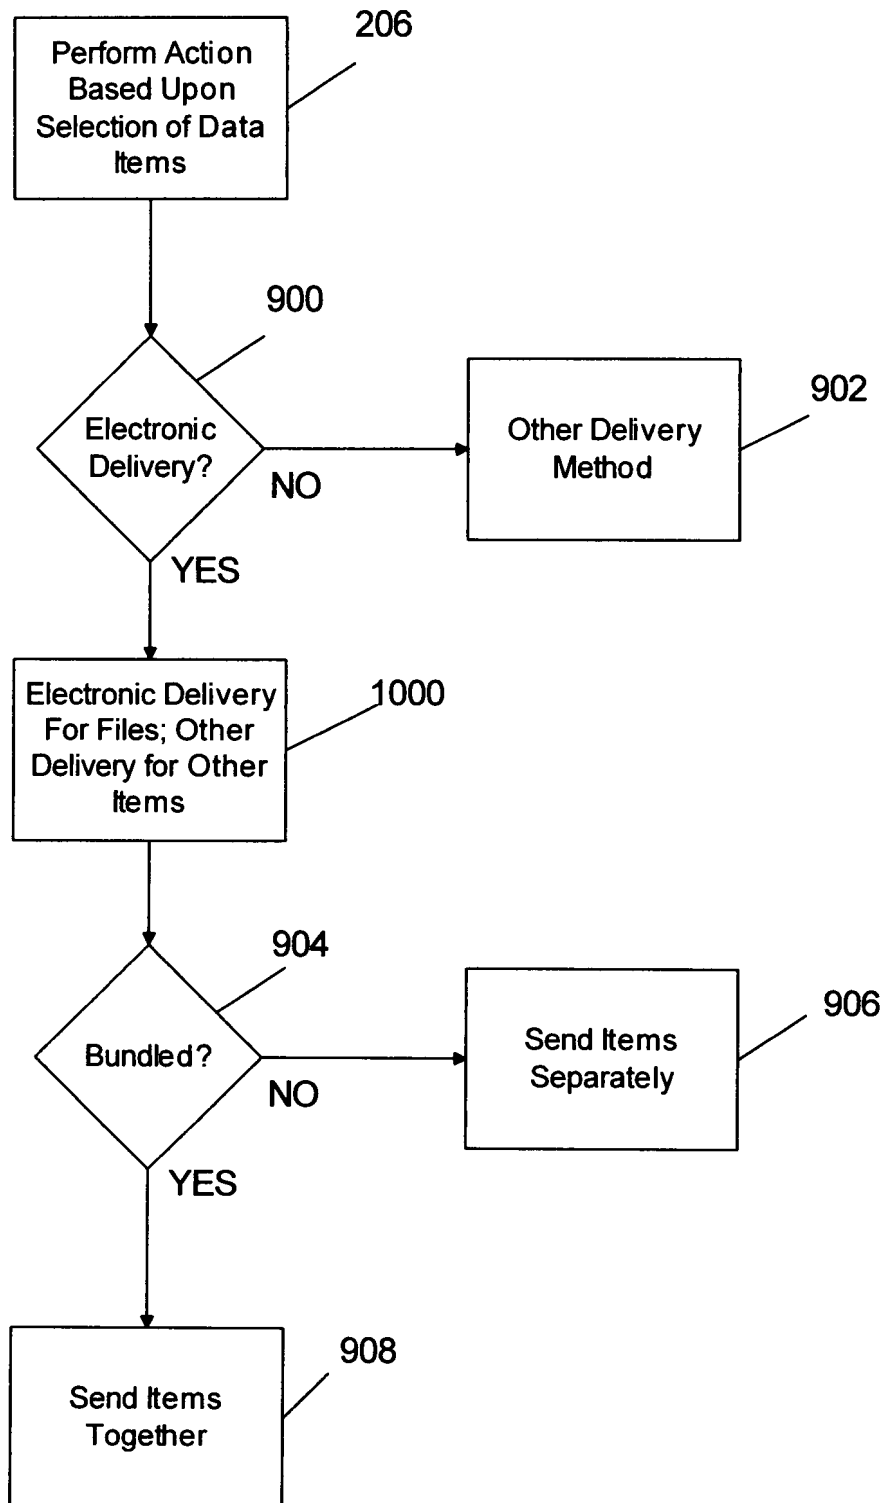 206
Perform Action
Based Upon
Selection of Data
Items
900
Electronic
Delivery?
NO
YES
902
Other Delivery
Method
Electronic Delivery
For Files; Other
Delivery for Other
Items
1000
904
Bundled?
NO
YES
906
Send Items
Separately
908
Send Items
Together